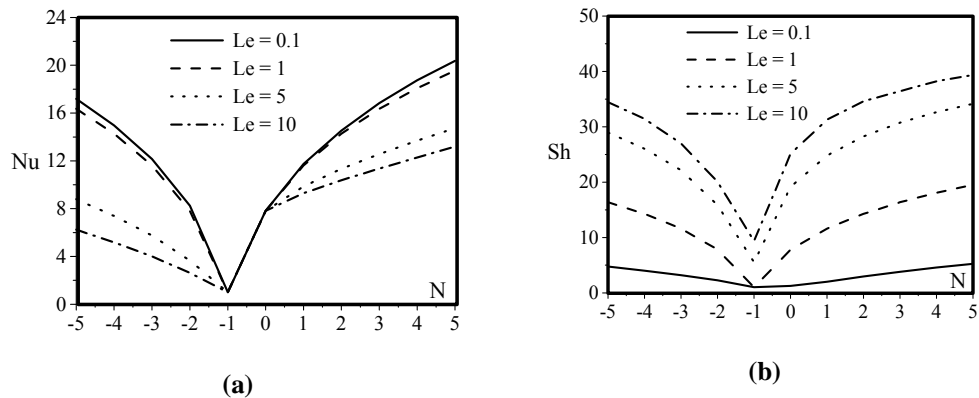 24
20
16
12
8
4
0
Nu
Le = 0.1
Le = 1
Le = 5
Le = 10
N
-5 -4 -3 -2 -1 0 1 2 3 4 5
(a)
50
40
30
20
10
0
Sh
Le = 0.1
Le = 1
Le = 5
Le = 10
N
-5 -4 -3 -2 -1 0 1 2 3 4 5
(b)